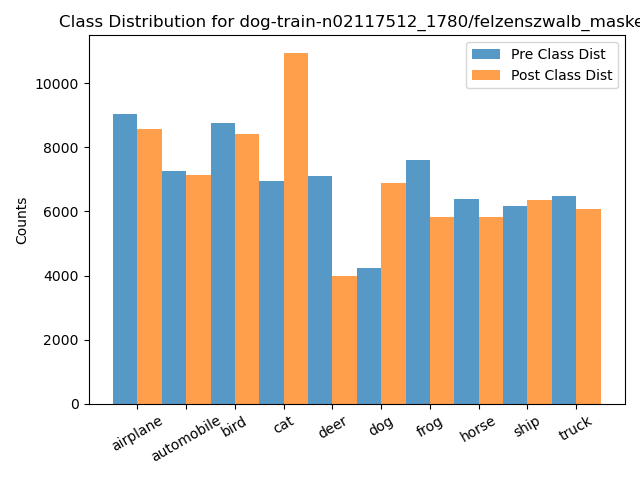 Class Distribution for dog-train-n02117512_1780/felzenszwalb_maske
Pre Class Dist
Post Class Dist
Counts
10000
8000
6000
4000
2000
0
airplane
automobile
bird
cat
deer
dog
frog
horse
ship
truck